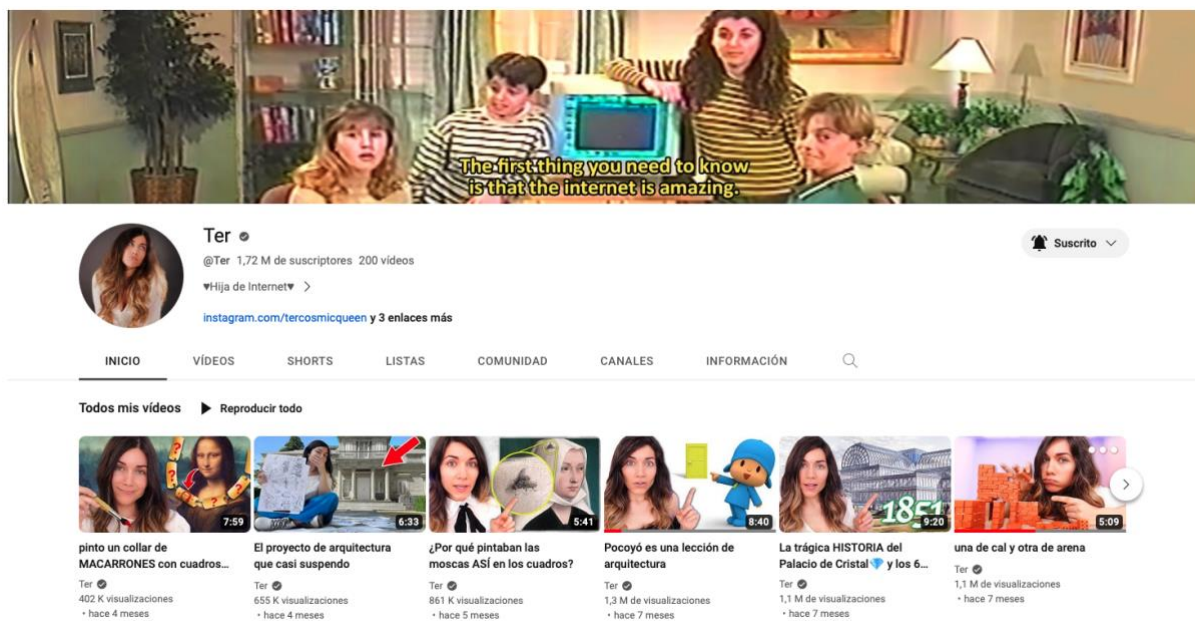 The first thing you need to know
is that the internet is amazing.
Ter
@Ter 1,72 M de suscriptores 200 vídeos
♥Hija de Internet♥ >
instagram.com/tercosmicqueen y 3 enlaces más
Suscrito
INICIO VÍDEOS SHORTS LISTAS COMUNIDAD CANALES INFORMACIÓN
Todos mis vídeos Reproducir todo
7:59
pinto un collar de
MACARRONES con cuadros...
Ter
402 K visualizaciones
• hace 4 meses
6:33
El proyecto de arquitectura
que casi suspendo
Ter
655 K visualizaciones
• hace 4 meses
5:41
¿Por qué pintaban las
moscas ASÍ en los cuadros?
Ter
861 K visualizaciones
• hace 5 meses
8:40
Pocoyó es una lección de
arquitectura
Ter
1,3 M de visualizaciones
• hace 7 meses
1851
9:20
La trágica HISTORIA del
Palacio de Cristal💎 y los 6...
Ter
1,1 M de visualizaciones
• hace 7 meses
5:09
una de cal y otra de arena
Ter
1,1 M de visualizaciones
• hace 7 meses